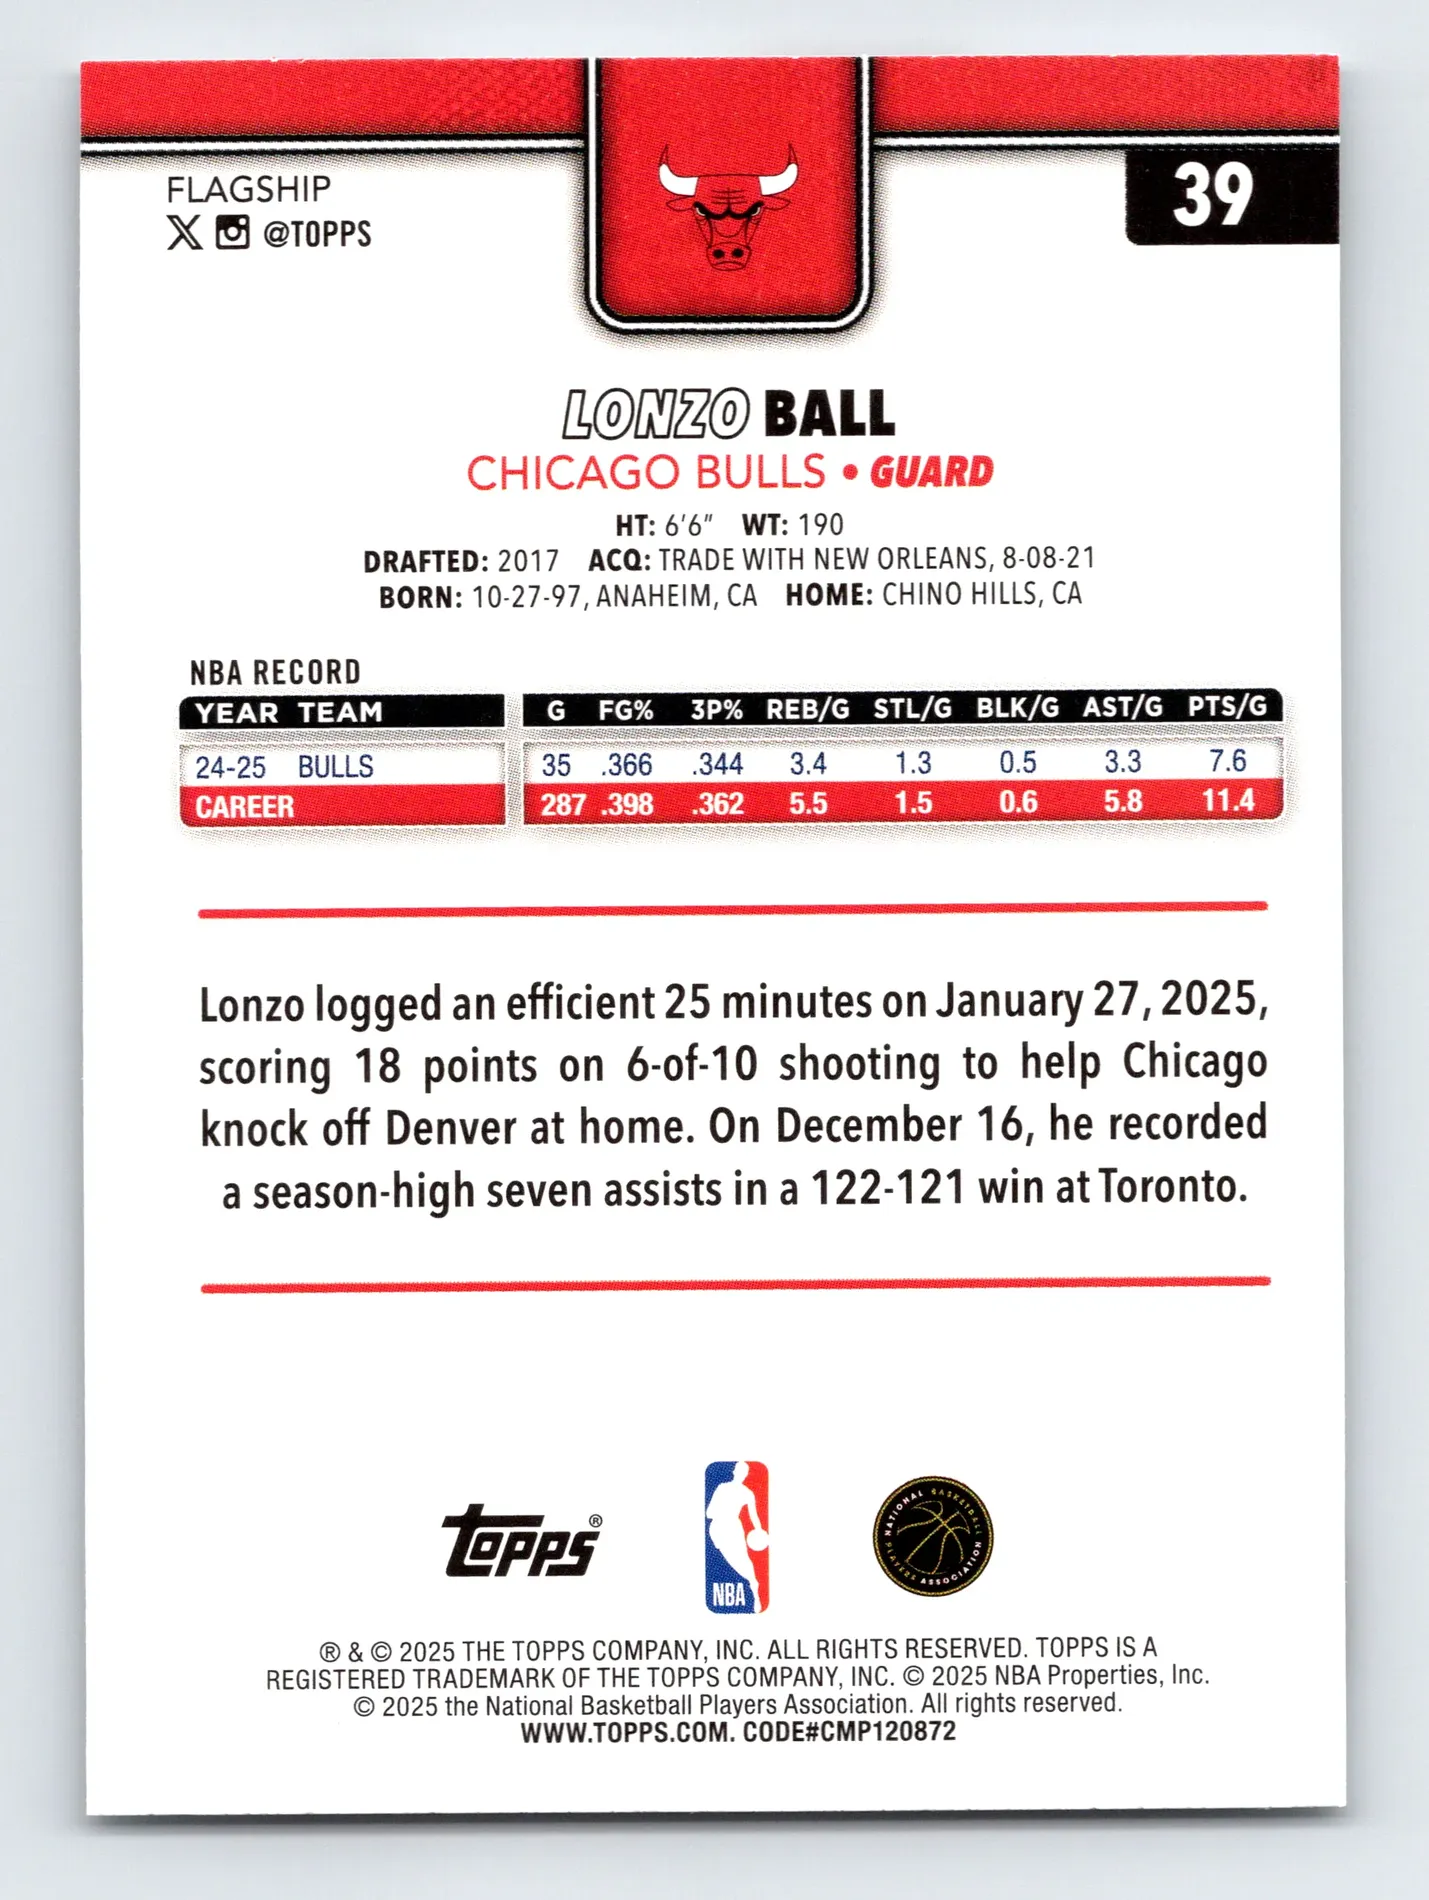 FLAGSHIP
@TOPPS
39
LONZO BALL
CHICAGO BULLS • GUARD
HT: 6'6" WT: 190
DRAFTED: 2017 ACQ: TRADE WITH NEW ORLEANS, 8-08-21
BORN: 10-27-97, ANAHEIM, CA HOME: CHINO HILLS, CA
NBA RECORD
YEAR TEAM G FG% 3P% REB/G STL/G BLK/G AST/G PTS/G
24-25 BULLS 35 .366 .344 3.4 1.3 0.5 3.3 7.6
CAREER 287 .398 .362 5.5 1.5 0.6 5.8 11.4
Lonzo logged an efficient 25 minutes on January 27, 2025,
scoring 18 points on 6-of-10 shooting to help Chicago
knock off Denver at home. On December 16, he recorded
a season-high seven assists in a 122-121 win at Toronto.
TOPPS®
NBA
NATIONAL BASKETBALL PLAYERS ASSOCIATION
® & © 2025 THE TOPPS COMPANY, INC. ALL RIGHTS RESERVED. TOPPS IS A
REGISTERED TRADEMARK OF THE TOPPS COMPANY, INC. © 2025 NBA Properties, Inc.
© 2025 the National Basketball Players Association. All rights reserved.
WWW.TOPPS.COM. CODE#CMP120872